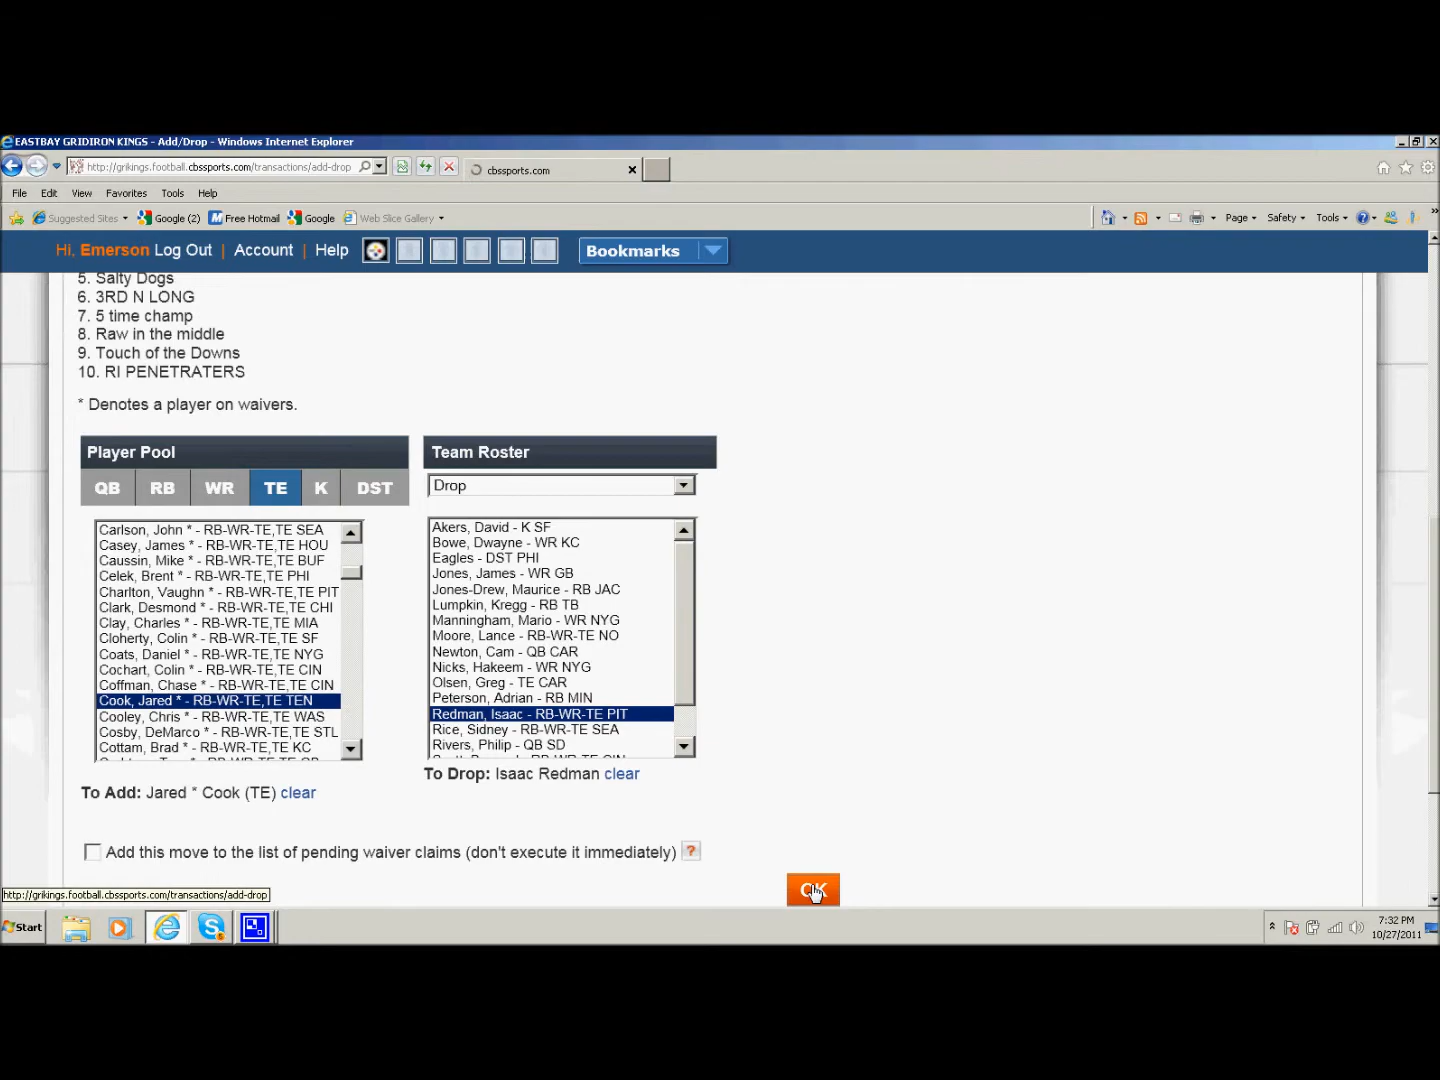 EASTBAY GRIDIRON KINGS - Add/Drop - Windows Internet Explorer
http://grikings.football.cbssports.com/transactions/add-drop
cbssports.com
File Edit View Favorites Tools Help
Suggested Sites Google (2) Free Hotmail Google Web Slice Gallery
Page Safety Tools
Hi, Emerson Log Out | Account | Help Bookmarks
5. Salty Dogs
6. 3RD N LONG
7. 5 time champ
8. Raw in the middle
9. Touch of the Downs
10. RI PENETRATERS
* Denotes a player on waivers.
Player Pool
QB RB WR TE K DST
Carlson, John * - RB-WR-TE,TE SEA
Casey, James * - RB-WR-TE,TE HOU
Caussin, Mike * - RB-WR-TE,TE BUF
Celek, Brent * - RB-WR-TE,TE PHI
Charlton, Vaughn * - RB-WR-TE,TE PIT
Clark, Desmond * - RB-WR-TE,TE CHI
Clay, Charles * - RB-WR-TE,TE MIA
Cloherty, Colin * - RB-WR-TE,TE SF
Coats, Daniel * - RB-WR-TE,TE NYG
Cochart, Colin * - RB-WR-TE,TE CIN
Coffman, Chase * - RB-WR-TE,TE CIN
Cook, Jared * - RB-WR-TE,TE TEN
Cooley, Chris * - RB-WR-TE,TE WAS
Cosby, DeMarco * - RB-WR-TE,TE STL
Cottam, Brad * - RB-WR-TE,TE KC
To Add: Jared * Cook (TE) clear
Team Roster
Drop
Akers, David - K SF
Bowe, Dwayne - WR KC
Eagles - DST PHI
Jones, James - WR GB
Jones-Drew, Maurice - RB JAC
Lumpkin, Kregg - RB TB
Manningham, Mario - WR NYG
Moore, Lance - RB-WR-TE NO
Newton, Cam - QB CAR
Nicks, Hakeem - WR NYG
Olsen, Greg - TE CAR
Peterson, Adrian - RB MIN
Redman, Isaac - RB-WR-TE PIT
Rice, Sidney - RB-WR-TE SEA
Rivers, Philip - QB SD
To Drop: Isaac Redman clear
Add this move to the list of pending waiver claims (don't execute it immediately) ?
OK
http://grikings.football.cbssports.com/transactions/add-drop
Start
7:32 PM
10/27/2011